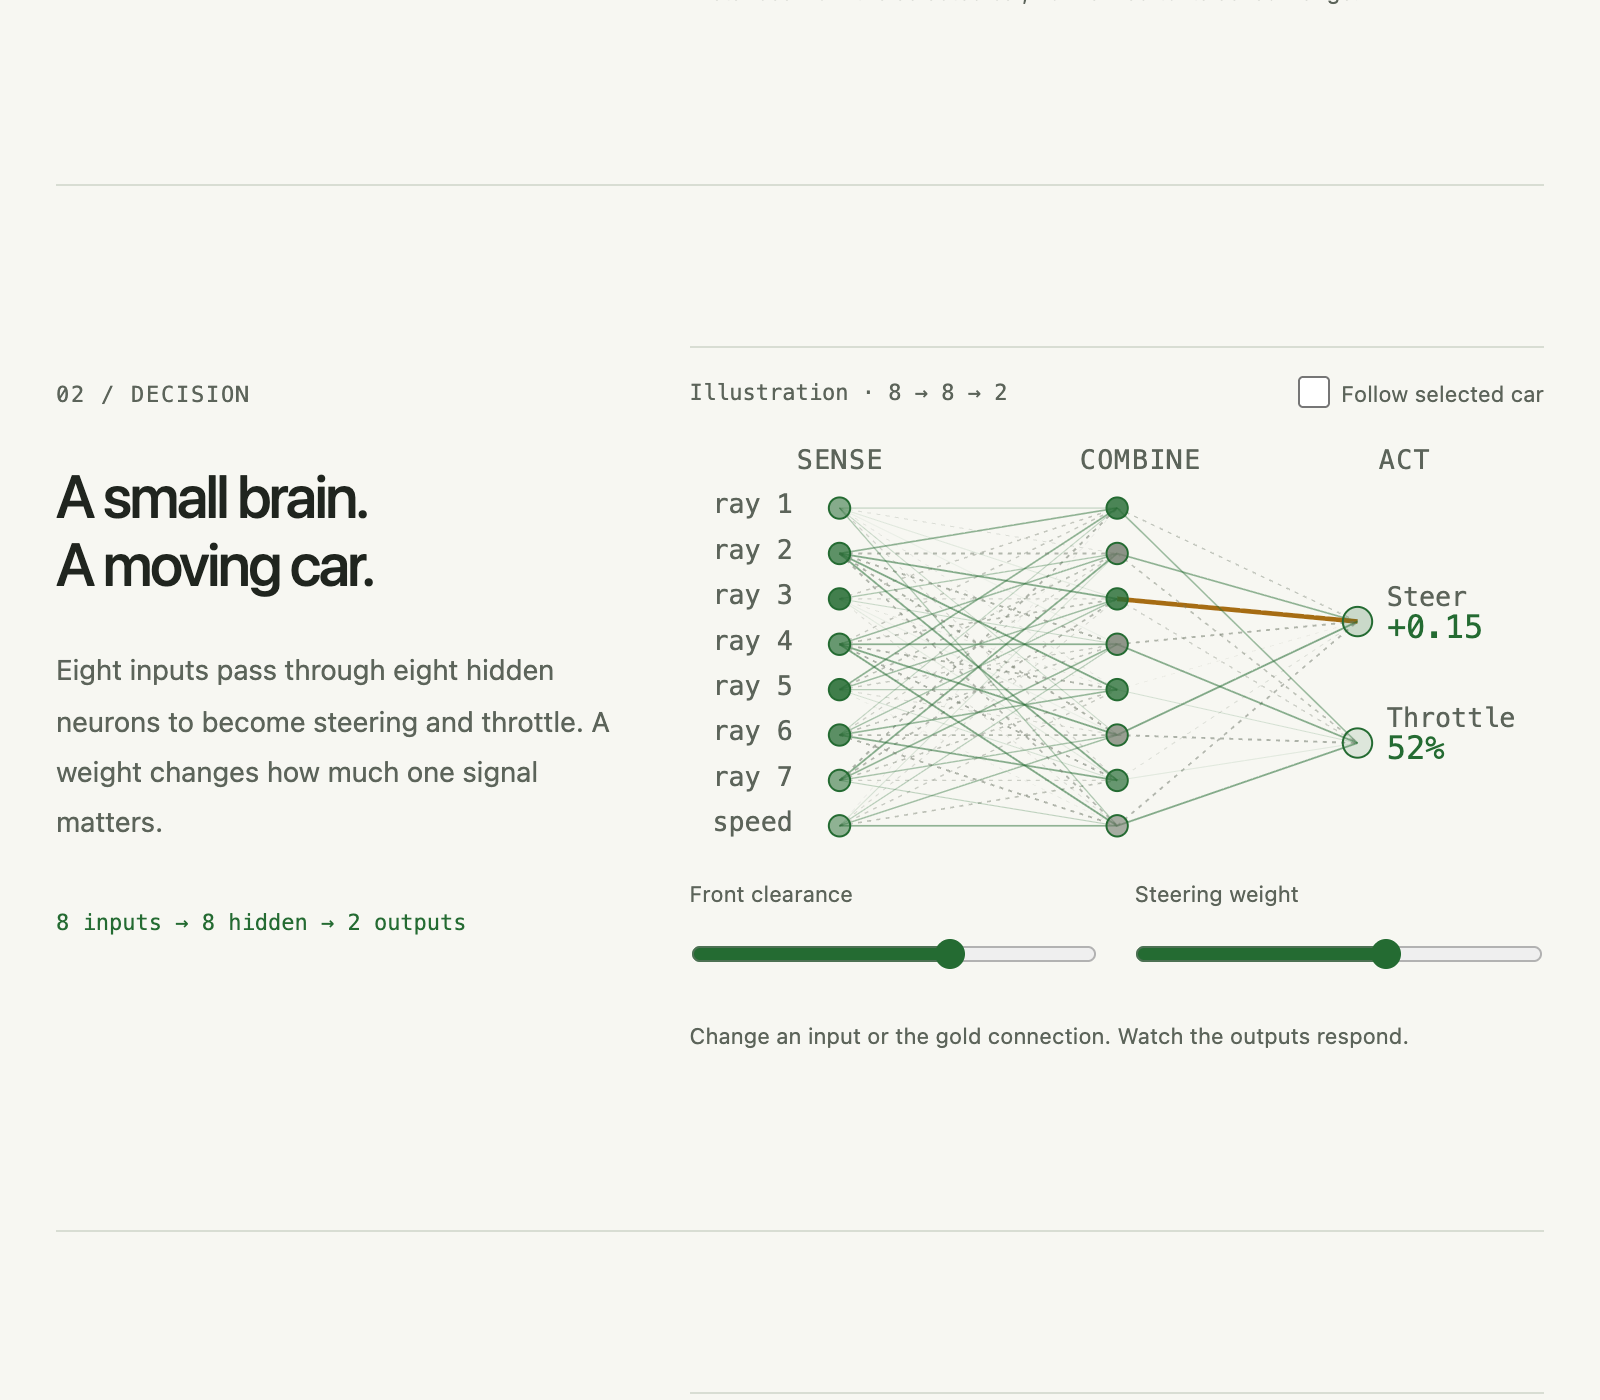 02 / DECISION
A small brain.
A moving car.
Eight inputs pass through eight hidden
neurons to become steering and throttle. A
weight changes how much one signal
matters.
8 inputs → 8 hidden → 2 outputs
Illustration · 8 → 8 → 2
Follow selected car
SENSE
COMBINE
ACT
ray 1
ray 2
ray 3
ray 4
ray 5
ray 6
ray 7
speed
Steer
+0.15
Throttle
52%
Front clearance
Steering weight
Change an input or the gold connection. Watch the outputs respond.